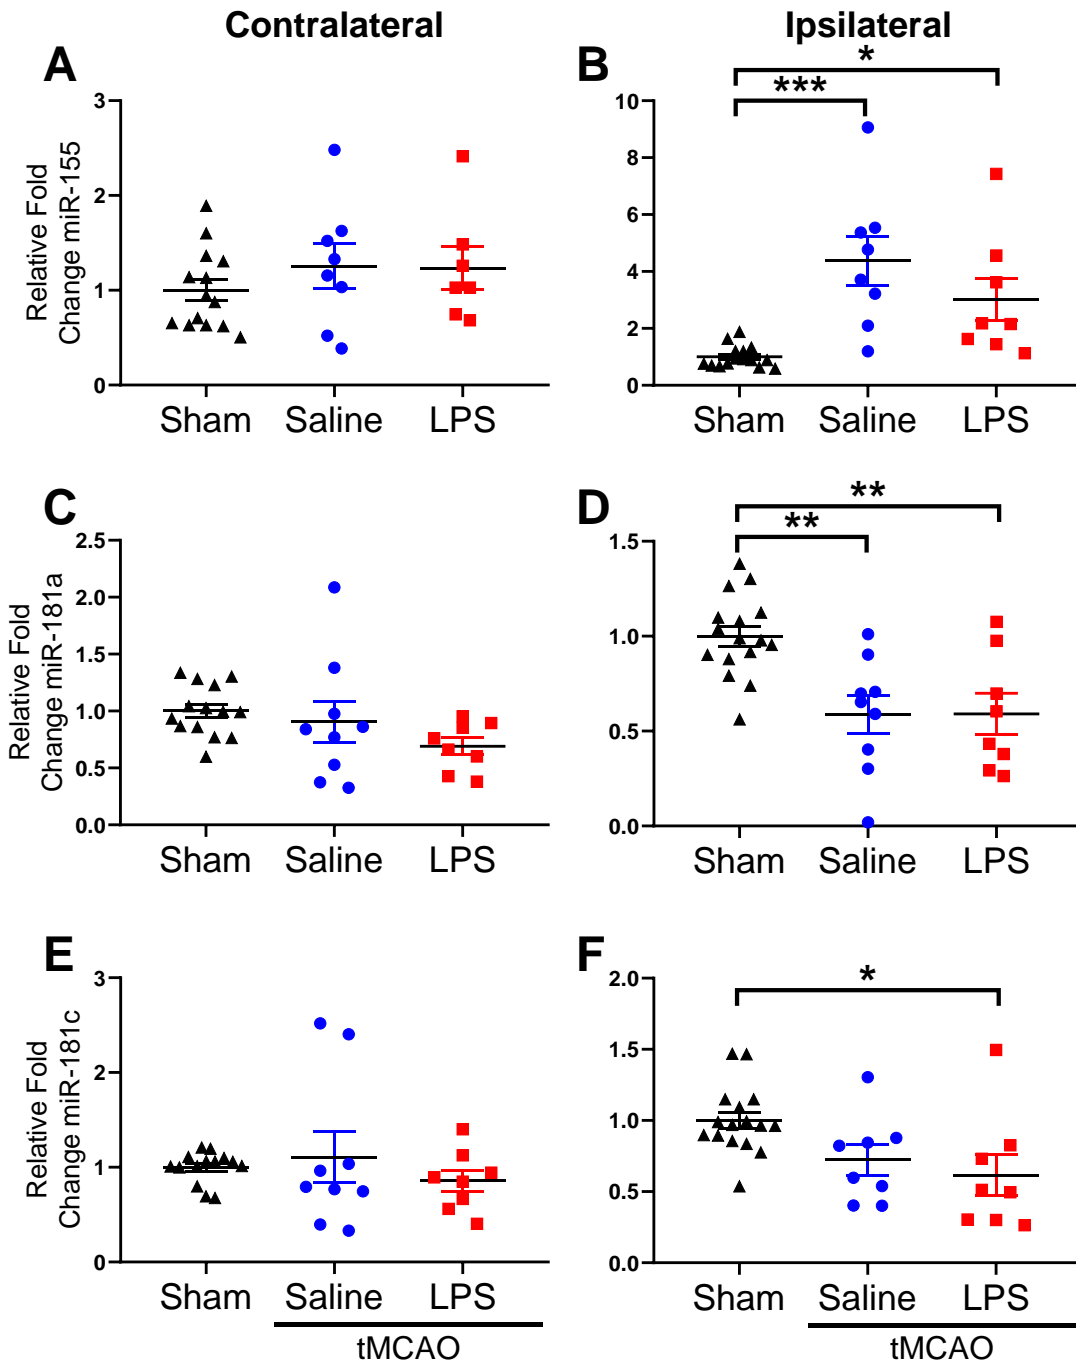 Contralateral
Ipsilateral
A
Relative Fold
Change miR-155
3
2
1
0
Sham Saline LPS
B
*
***
10
8
6
4
2
0
Sham Saline LPS
C
Relative Fold
Change miR-181a
2.5
2.0
1.5
1.0
0.5
0.0
Sham Saline LPS
D
**
**
1.5
1.0
0.5
0.0
Sham Saline LPS
E
Relative Fold
Change miR-181c
3
2
1
0
Sham Saline LPS
tMCAO
F
*
2.0
1.5
1.0
0.5
0.0
Sham Saline LPS
tMCAO